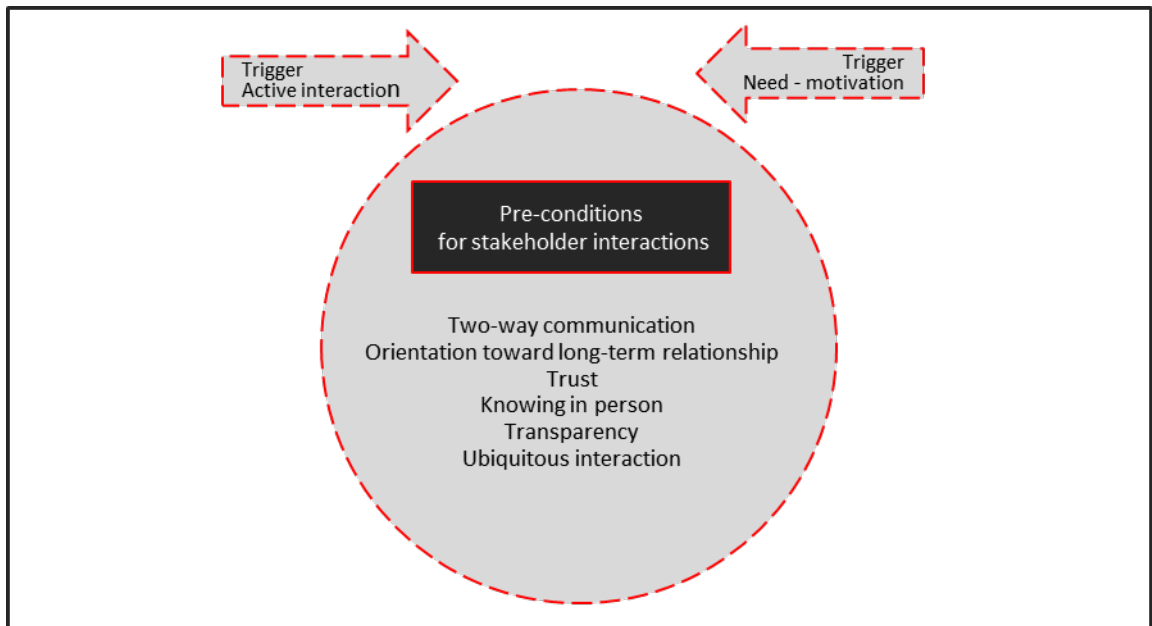 Trigger
Active interaction
Trigger
Need - motivation
Pre-conditions
for stakeholder interactions
Two-way communication
Orientation toward long-term relationship
Trust
Knowing in person
Transparency
Ubiquitous interaction